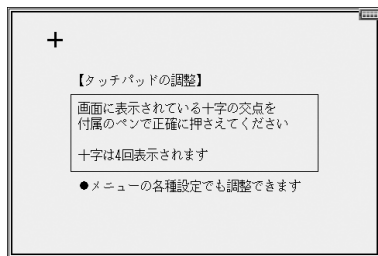 【タッチパッドの調整】
画面に表示されている十字の交点を
付属のペンで正確に押さえてください
十字は4回表示されます
●メニューの各種設定でも調整できます